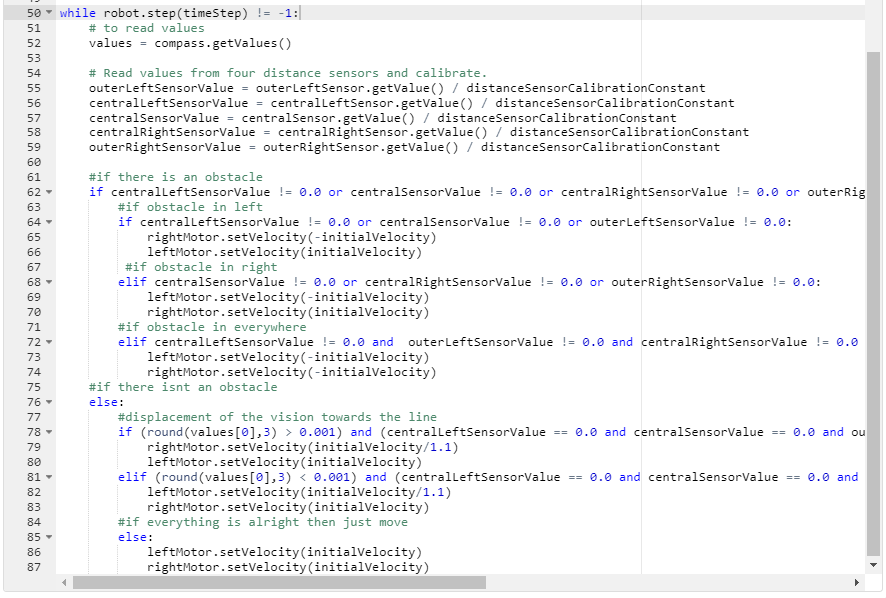 50 while robot.step(timeStep) != -1:
51 # to read values
52 values = compass.getValues()
53
54 # Read values from four distance sensors and calibrate.
55 outerLeftSensorValue = outerLeftSensor.getValue() / distanceSensorCalibrationConstant
56 centralLeftSensorValue = centralLeftSensor.getValue() / distanceSensorCalibrationConstant
57 centralSensorValue = centralSensor.getValue() / distanceSensorCalibrationConstant
58 centralRightSensorValue = centralRightSensor.getValue() / distanceSensorCalibrationConstant
59 outerRightSensorValue = outerRightSensor.getValue() / distanceSensorCalibrationConstant
60
61 #if there is an obstacle
62 if centralLeftSensorValue != 0.0 or centralSensorValue != 0.0 or centralRightSensorValue != 0.0 or outerRig
63 #if obstacle in left
64 if centralLeftSensorValue != 0.0 or centralSensorValue != 0.0 or outerLeftSensorValue != 0.0:
65 rightMotor.setVelocity(-initialVelocity)
66 leftMotor.setVelocity(initialVelocity)
67 #if obstacle in right
68 elif centralSensorValue != 0.0 or centralRightSensorValue != 0.0 or outerRightSensorValue != 0.0:
69 leftMotor.setVelocity(-initialVelocity)
70 rightMotor.setVelocity(initialVelocity)
71 #if obstacle in everywhere
72 elif centralLeftSensorValue != 0.0 and  outerLeftSensorValue != 0.0 and centralRightSensorValue != 0.0
73 leftMotor.setVelocity(-initialVelocity)
74 rightMotor.setVelocity(-initialVelocity)
75 #if there isnt an obstacle
76 else:
77 #displacement of the vision towards the line
78 if (round(values[0],3) > 0.001) and (centralLeftSensorValue == 0.0 and centralSensorValue == 0.0 and ou
79 rightMotor.setVelocity(initialVelocity/1.1)
80 leftMotor.setVelocity(initialVelocity)
81 elif (round(values[0],3) < 0.001) and (centralLeftSensorValue == 0.0 and centralSensorValue == 0.0 and
82 leftMotor.setVelocity(initialVelocity/1.1)
83 rightMotor.setVelocity(initialVelocity)
84 #if everything is alright then just move
85 else:
86 leftMotor.setVelocity(initialVelocity)
87 rightMotor.setVelocity(initialVelocity)